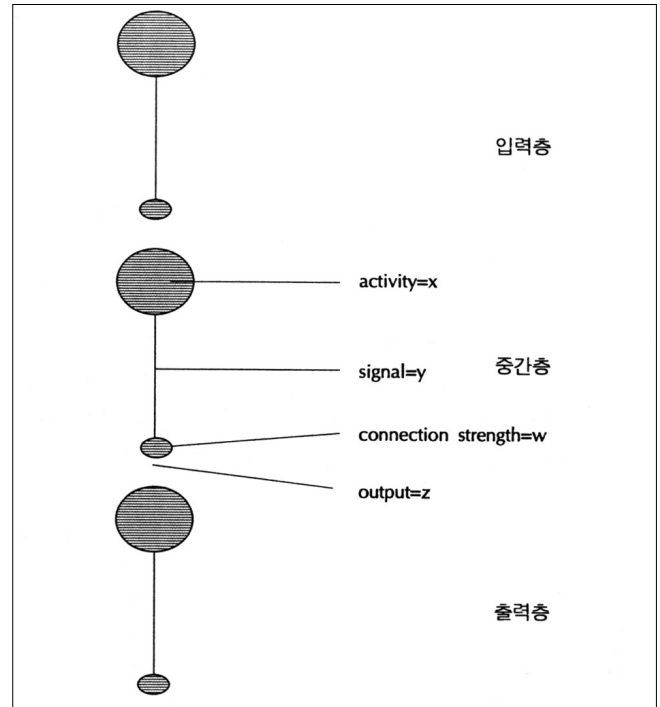 입력층
activity=x
signal=y
중간층
connection strength=w
output=z
출력층